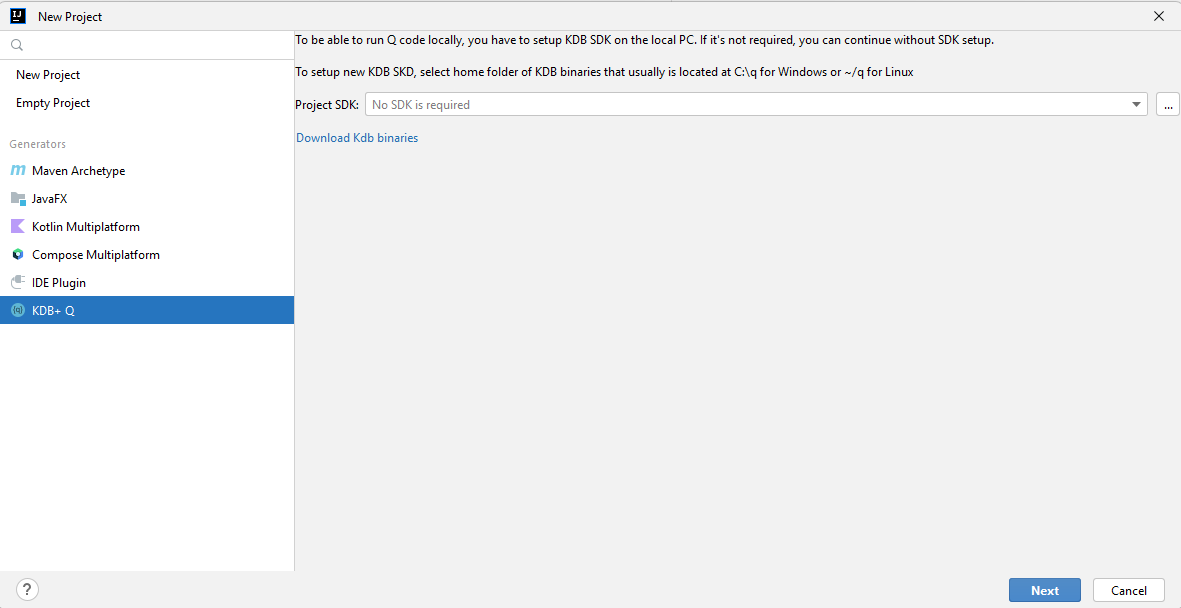 New Project
To be able to run Q code locally, you have to setup KDB SDK on the local PC. If it's not required, you can continue without SDK setup.
To setup new KDB SKD, select home folder of KDB binaries that usually is located at C:\q for Windows or ~/q for Linux
Project SDK: No SDK is required ...
Download Kdb binaries
New Project
Empty Project
Generators
Maven Archetype
JavaFX
Kotlin Multiplatform
Compose Multiplatform
IDE Plugin
KDB+ Q
? Next Cancel